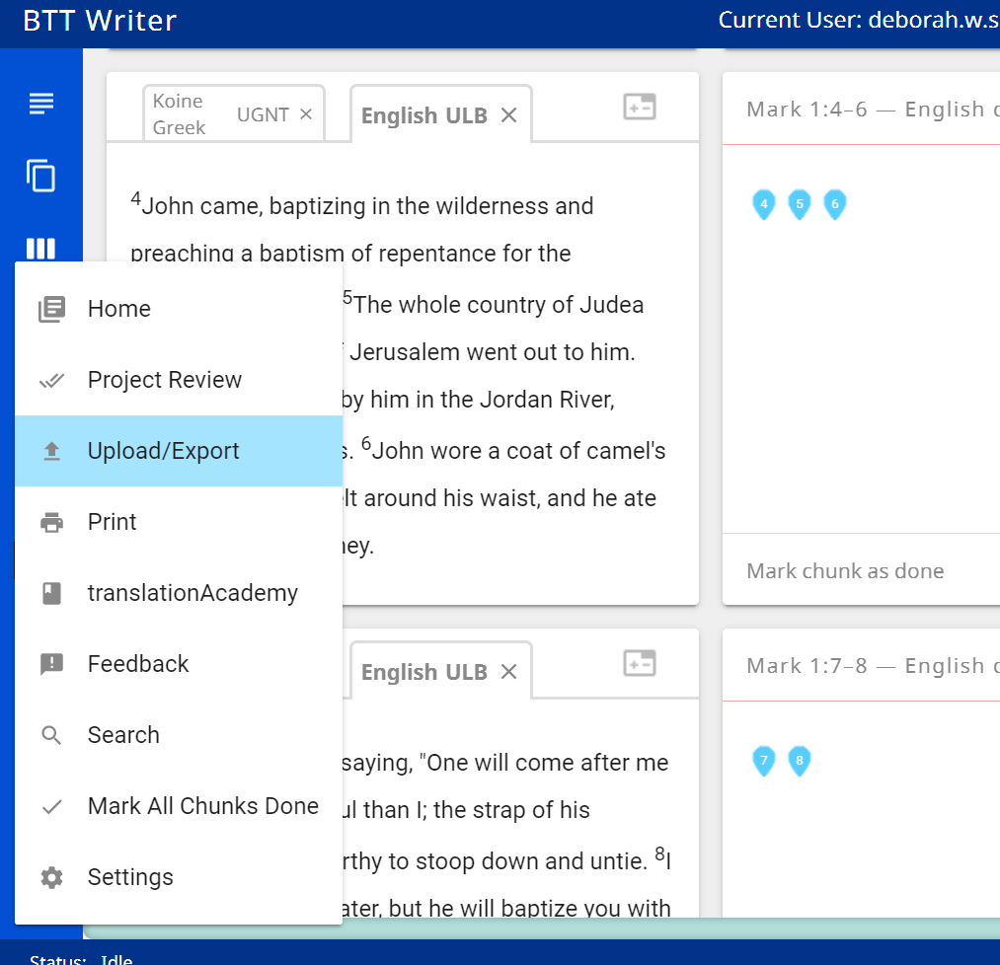 BTT Writer
Current User: deborah.w.s
Koine
Greek
UGNT ×
English ULB ×
4John came, baptizing in the wilderness and
preaching a baptism of repentance for the
5The whole country of Judea
Jerusalem went out to him.
by him in the Jordan River,
6John wore a coat of camel's
around his waist, and he ate
Mark 1:4–6 — English
4 5 6
Mark chunk as done
Home
Project Review
Upload/Export
Print
translationAcademy
Feedback
Search
Mark All Chunks Done
Settings
English ULB ×
saying, "One will come after me
than I; the strap of his
to stoop down and untie. 8I
but he will baptize you with
Mark 1:7–8 — English
7 8
Status: Idle